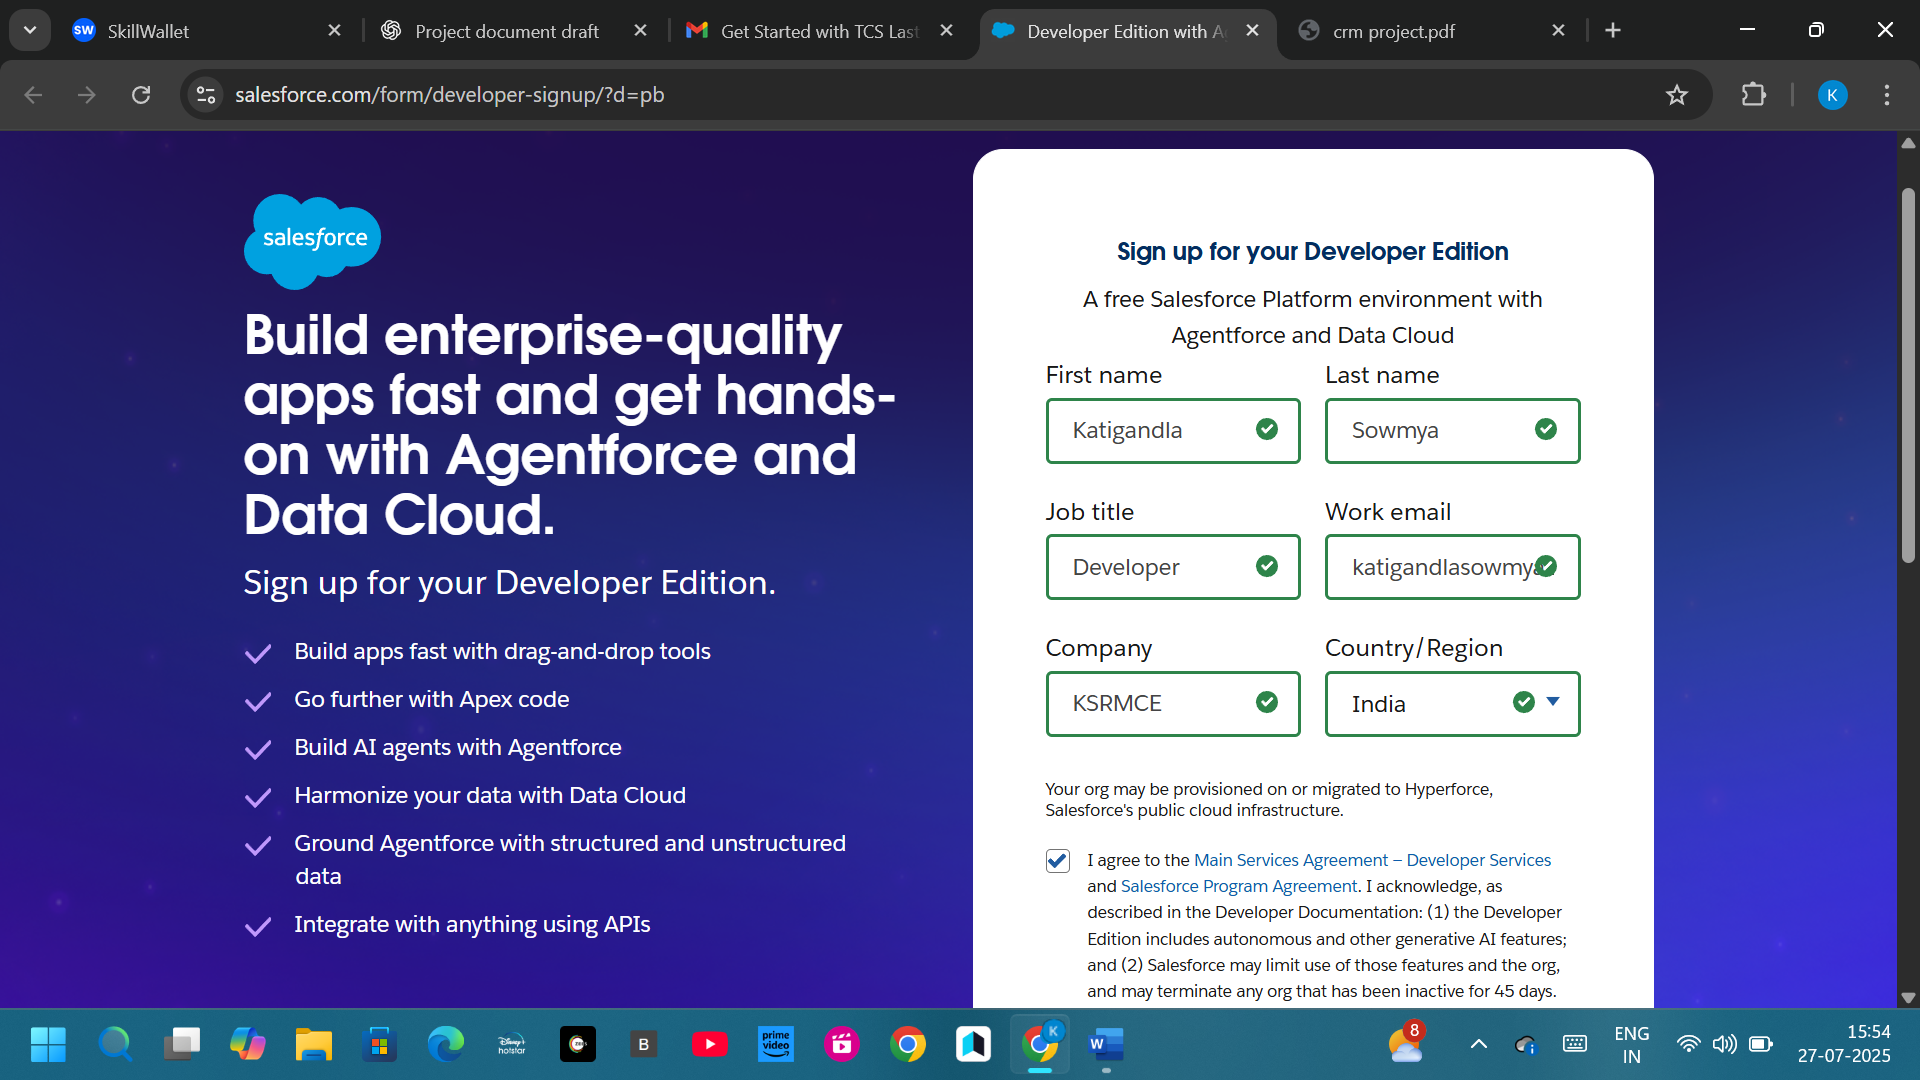 SW SkillWallet
Project document draft
Get Started with TCS Last
Developer Edition with A
crm project.pdf
salesforce.com/form/developer-signup/?d=pb
K
salesforce
Build enterprise-quality
apps fast and get hands-
on with Agentforce and
Data Cloud.
Sign up for your Developer Edition.
Build apps fast with drag-and-drop tools
Go further with Apex code
Build AI agents with Agentforce
Harmonize your data with Data Cloud
Ground Agentforce with structured and unstructured
data
Integrate with anything using APIs
Sign up for your Developer Edition
A free Salesforce Platform environment with
Agentforce and Data Cloud
First name Last name
Katigandla Sowmya
Job title Work email
Developer katigandlasowmya
Company Country/Region
KSRMCE India
Your org may be provisioned on or migrated to Hyperforce,
Salesforce's public cloud infrastructure.
I agree to the Main Services Agreement – Developer Services
and Salesforce Program Agreement. I acknowledge, as
described in the Developer Documentation: (1) the Developer
Edition includes autonomous and other generative AI features;
and (2) Salesforce may limit use of those features and the org,
and may terminate any org that has been inactive for 45 days.
Disney+
hotstar
B
prime
video
K
W
8
ENG
IN
15:54
27-07-2025